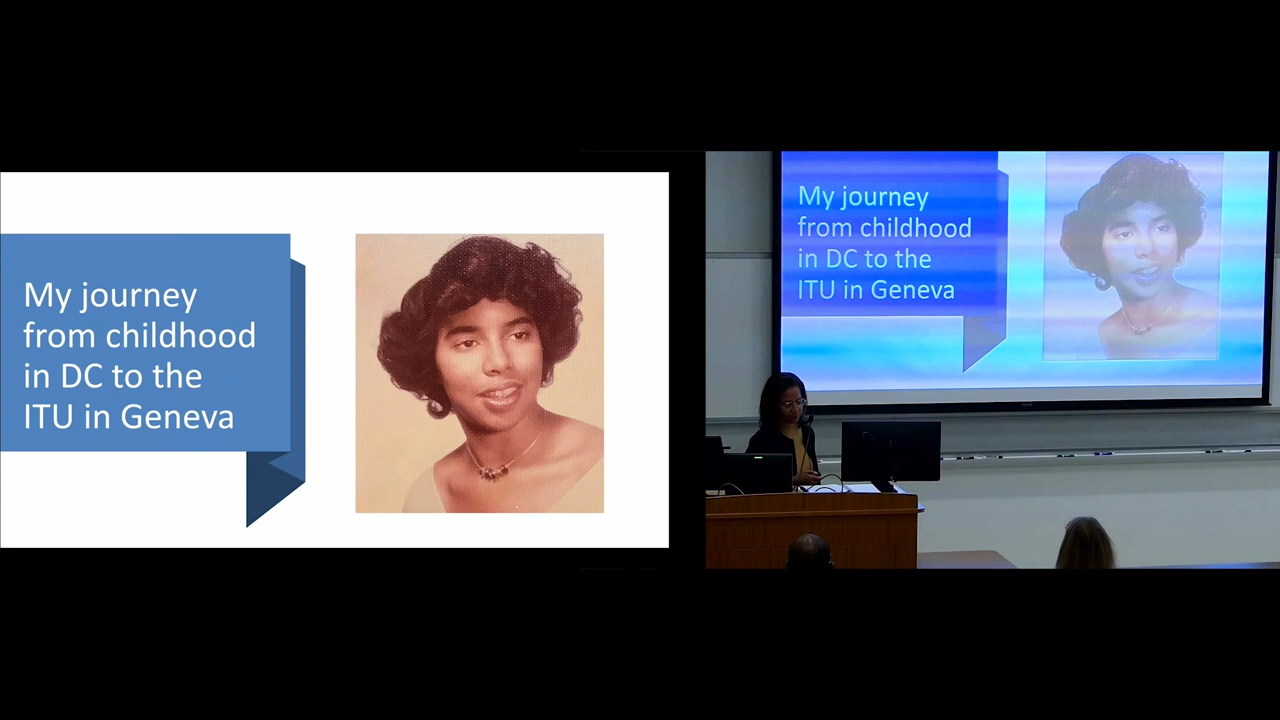 My journey
from childhood
in DC to the
ITU in Geneva
My journey
from childhood
in DC to the
ITU in Geneva